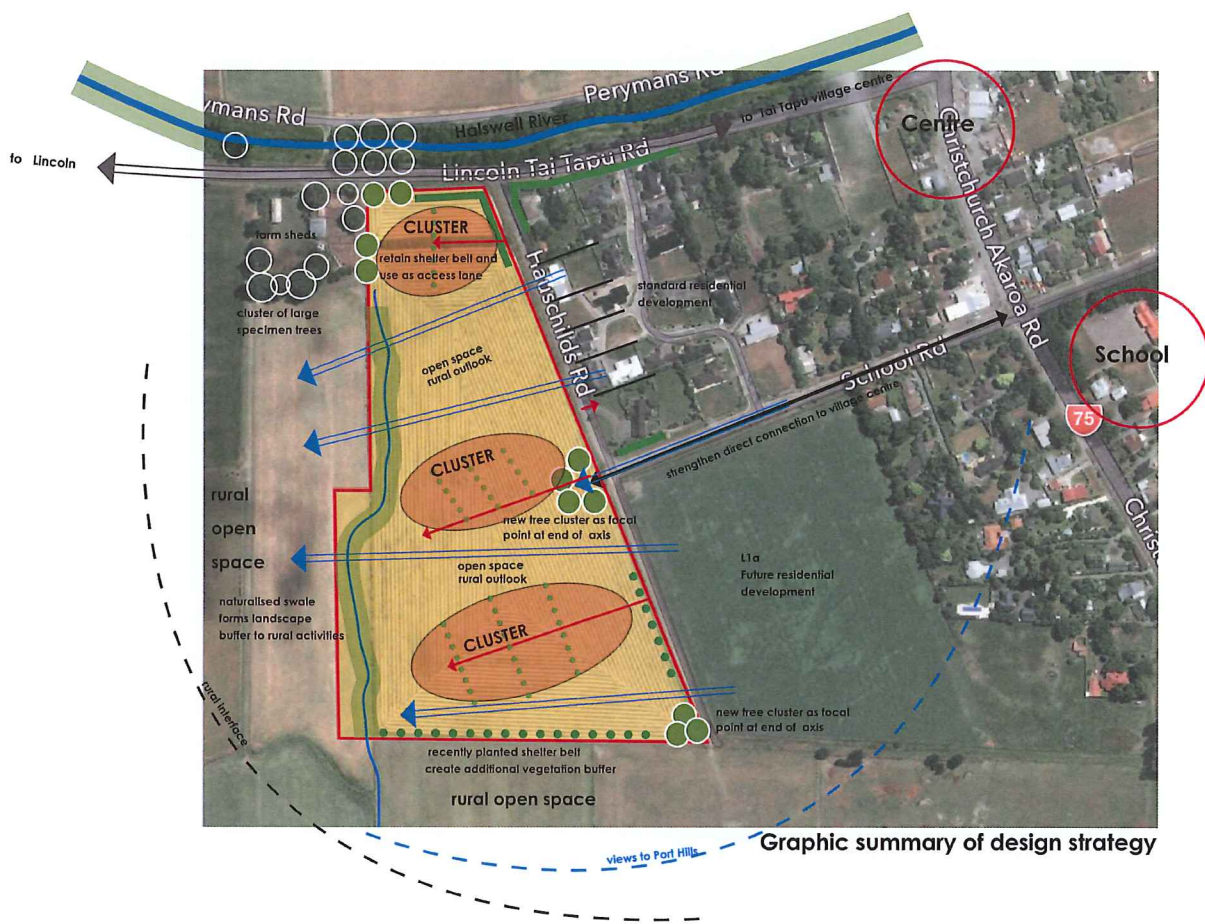 Perymans Rd
rymans Rd
Halswell River
to Tai Tapu village centre
Centre
to Lincoln
Lincoln Tai Tapu Rd
Christchurch Akaroa Rd
farm sheds
CLUSTER
retain shelter belt and
use as access lane
Hauschilds Rd
standard residential
development
cluster of large
specimen trees
open space
rural outlook
School Rd
School
75
strengthen direct connection to village centre
CLUSTER
rural
open
space
new tree cluster as focal
point at end of axis
open space
rural outlook
L1a
Future residential
development
Christ
naturalised swale
forms landscape
buffer to rural activities
CLUSTER
rural interface
new tree cluster as focal
point at end of axis
recently planted shelter belt
create additional vegetation buffer
rural open space
views to Port Hills
Graphic summary of design strategy